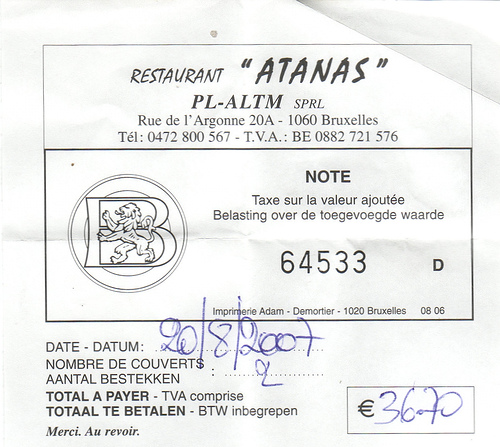 RESTAURANT "ATANAS"
PL-ALTM SPRL
Rue de l'Argonne 20A - 1060 Bruxelles
Tél: 0472 800 567 - T.V.A.: BE 0882 721 576
NOTE
Taxe sur la valeur ajoutée
Belasting over de toegevoegde waarde
B
64533 D
Imprimerie Adam - Demortier - 1020 Bruxelles 08 06
DATE - DATUM: 20/8/2007
NOMBRE DE COUVERTS
AANTAL BESTEKKEN : 2
TOTAL A PAYER - TVA comprise
TOTAAL TE BETALEN - BTW inbegrepen
€ 36.70
Merci. Au revoir.